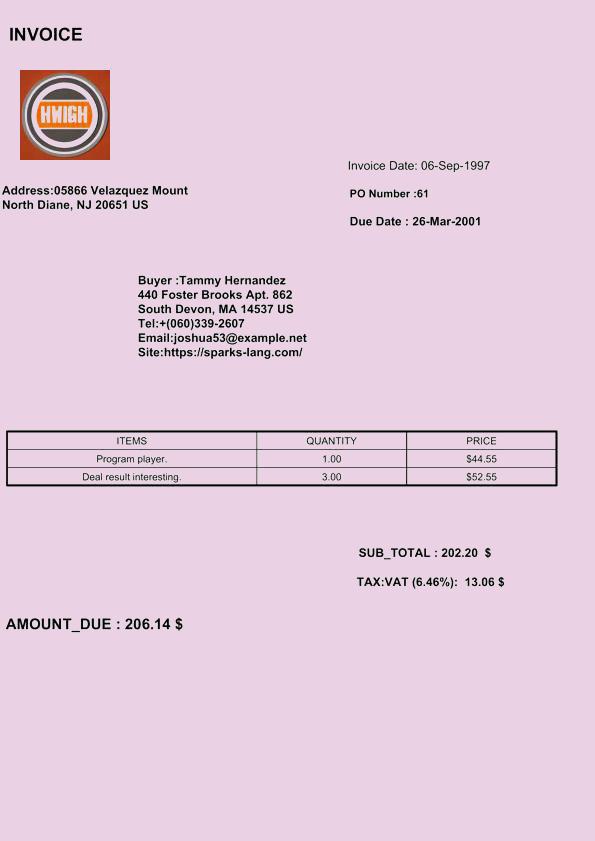 INVOICE
HWIGH
Invoice Date: 06-Sep-1997
Address:05866 Velazquez Mount
North Diane, NJ 20651 US
PO Number :61
Due Date : 26-Mar-2001
Buyer :Tammy Hernandez
440 Foster Brooks Apt. 862
South Devon, MA 14537 US
Tel:+(060)339-2607
Email:joshua53@example.net
Site:https://sparks-lang.com/
ITEMS QUANTITY PRICE
Program player. 1.00 $44.55
Deal result interesting. 3.00 $52.55
SUB_TOTAL : 202.20 $
TAX:VAT (6.46%): 13.06 $
AMOUNT_DUE : 206.14 $